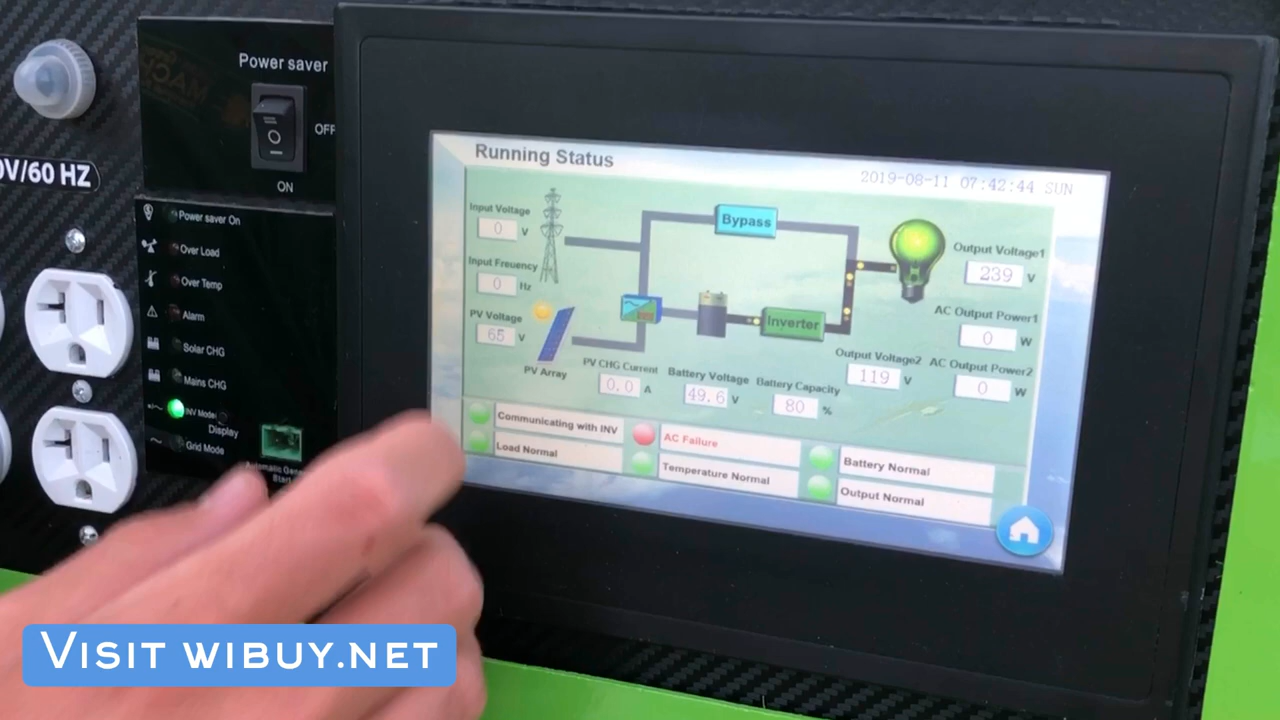 Power saver
OFF
ON
0V/60 HZ
Power saver On
Over Load
Over Temp
Alarm
Solar CHG
Mains CHG
INV Mode
Display
Grid Mode
Automatic Gene
Start
Running Status
2019-08-11 07:42:44 SUN
Input Voltage
0 V
Input Freuency
0 Hz
PV Voltage
65 V
PV Array
Bypass
Inverter
PV CHG Current
0.0 A
Battery Voltage
49.6 V
Battery Capacity
80 %
Output Voltage1
239 V
AC Output Power1
0 W
Output Voltage2
119 V
AC Output Power2
0 W
Communicating with INV
AC Failure
Battery Normal
Load Normal
Temperature Normal
Output Normal
VISIT WIBUY.NET